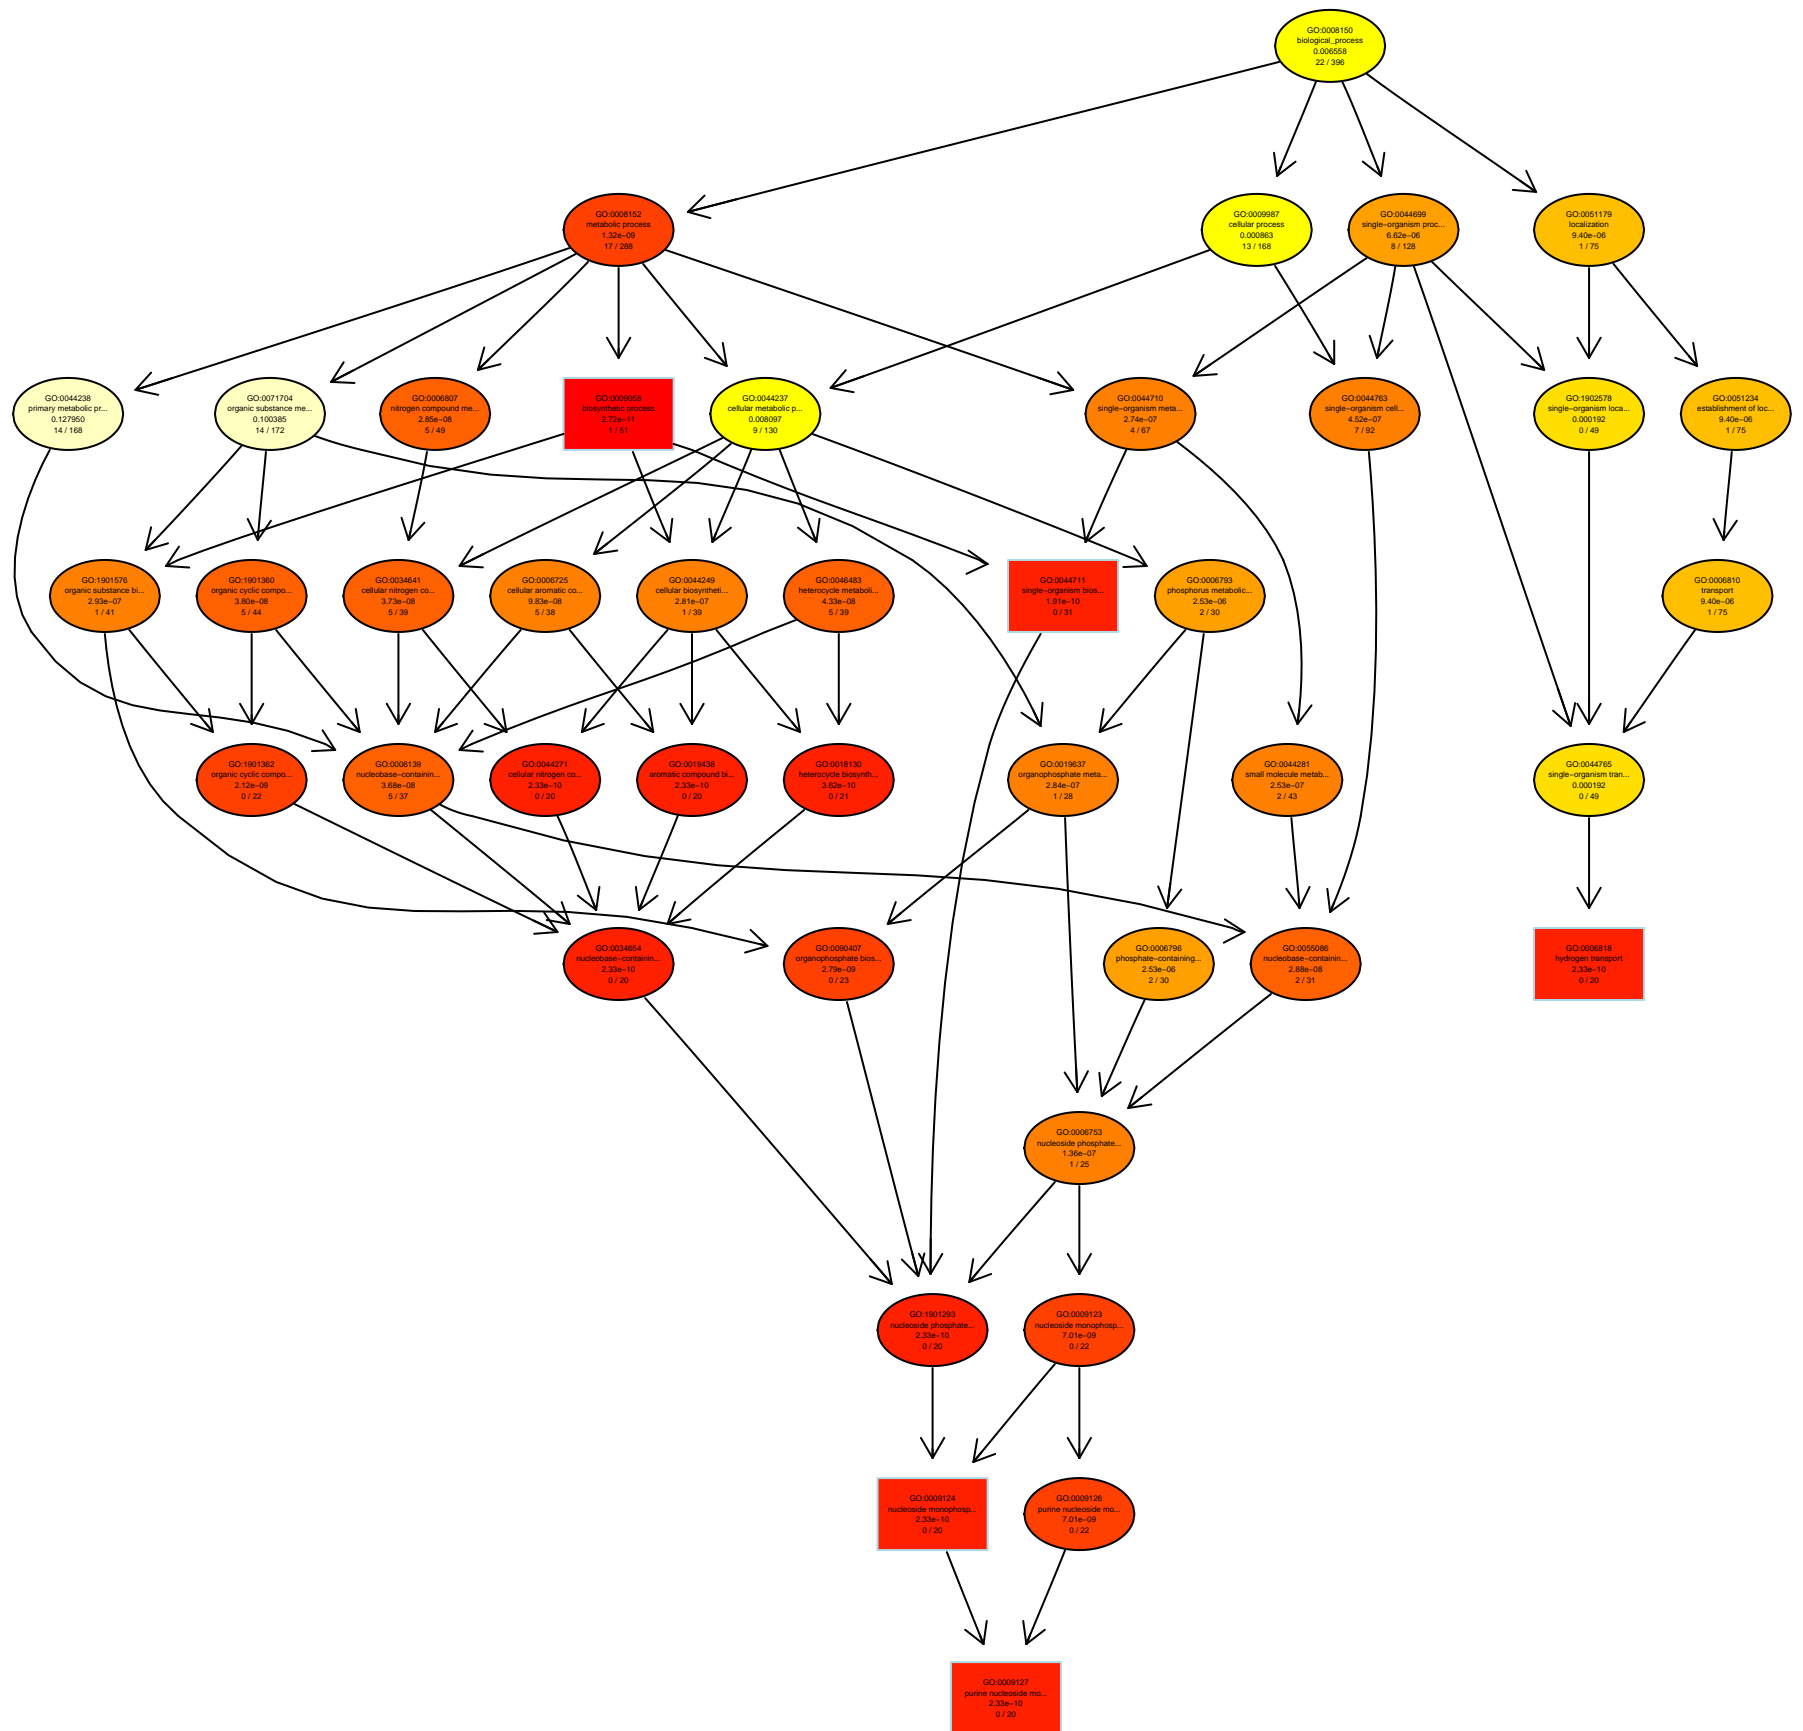 GO:0008150
biological_process
0.006558
22 / 396
GO:0008152
metabolic process
1.32e−09
17 / 288
GO:0009987
cellular process
0.000863
13 / 168
GO:0044699
single−organism proc...
6.62e−06
8 / 128
GO:0051179
localization
9.40e−06
1 / 75
GO:0044238
primary metabolic pr...
0.127950
14 / 168
GO:0071704
organic substance me...
0.100385
14 / 172
GO:0006807
nitrogen compound me...
2.85e−08
5 / 49
GO:0009058
biosynthetic process
2.72e−11
1 / 51
GO:0044237
cellular metabolic p...
0.008097
9 / 130
GO:0044710
single−organism meta...
2.74e−07
4 / 67
GO:0044763
single−organism cell...
4.52e−07
7 / 92
GO:1902578
single−organism loca...
0.000192
0 / 49
GO:0051234
establishment of loc...
9.40e−06
1 / 75
GO:1901576
organic substance bi...
2.93e−07
1 / 41
GO:1901360
organic cyclic compo...
3.80e−08
5 / 44
GO:0034641
cellular nitrogen co...
3.73e−08
5 / 39
GO:0006725
cellular aromatic co...
9.83e−08
5 / 38
GO:0044249
cellular biosyntheti...
2.81e−07
1 / 39
GO:0046483
heterocycle metaboli...
4.33e−08
5 / 39
GO:0044711
single−organism bios...
1.91e−10
0 / 31
GO:0006793
phosphorus metabolic...
2.53e−06
2 / 30
GO:0006810
transport
9.40e−06
1 / 75
GO:1901362
organic cyclic compo...
2.12e−09
0 / 22
GO:0006139
nucleobase−containin...
3.68e−08
5 / 37
GO:0044271
cellular nitrogen co...
2.33e−10
0 / 20
GO:0019438
aromatic compound bi...
2.33e−10
0 / 20
GO:0018130
heterocycle biosynth...
3.62e−10
0 / 21
GO:0019637
organophosphate meta...
2.84e−07
1 / 28
GO:0044281
small molecule metab...
2.53e−07
2 / 43
GO:0044765
single−organism tran...
0.000192
0 / 49
GO:0034654
nucleobase−containin...
2.33e−10
0 / 20
GO:0090407
organophosphate bios...
2.79e−09
0 / 23
GO:0006796
phosphate−containing...
2.53e−06
2 / 30
GO:0055086
nucleobase−containin...
2.88e−08
2 / 31
GO:0006818
hydrogen transport
2.33e−10
0 / 20
GO:0006753
nucleoside phosphate...
1.36e−07
1 / 25
GO:1901293
nucleoside phosphate...
2.33e−10
0 / 20
GO:0009123
nucleoside monophosp...
7.01e−09
0 / 22
GO:0009124
nucleoside monophosp...
2.33e−10
0 / 20
GO:0009126
purine nucleoside mo...
7.01e−09
0 / 22
GO:0009127
purine nucleoside mo...
2.33e−10
0 / 20